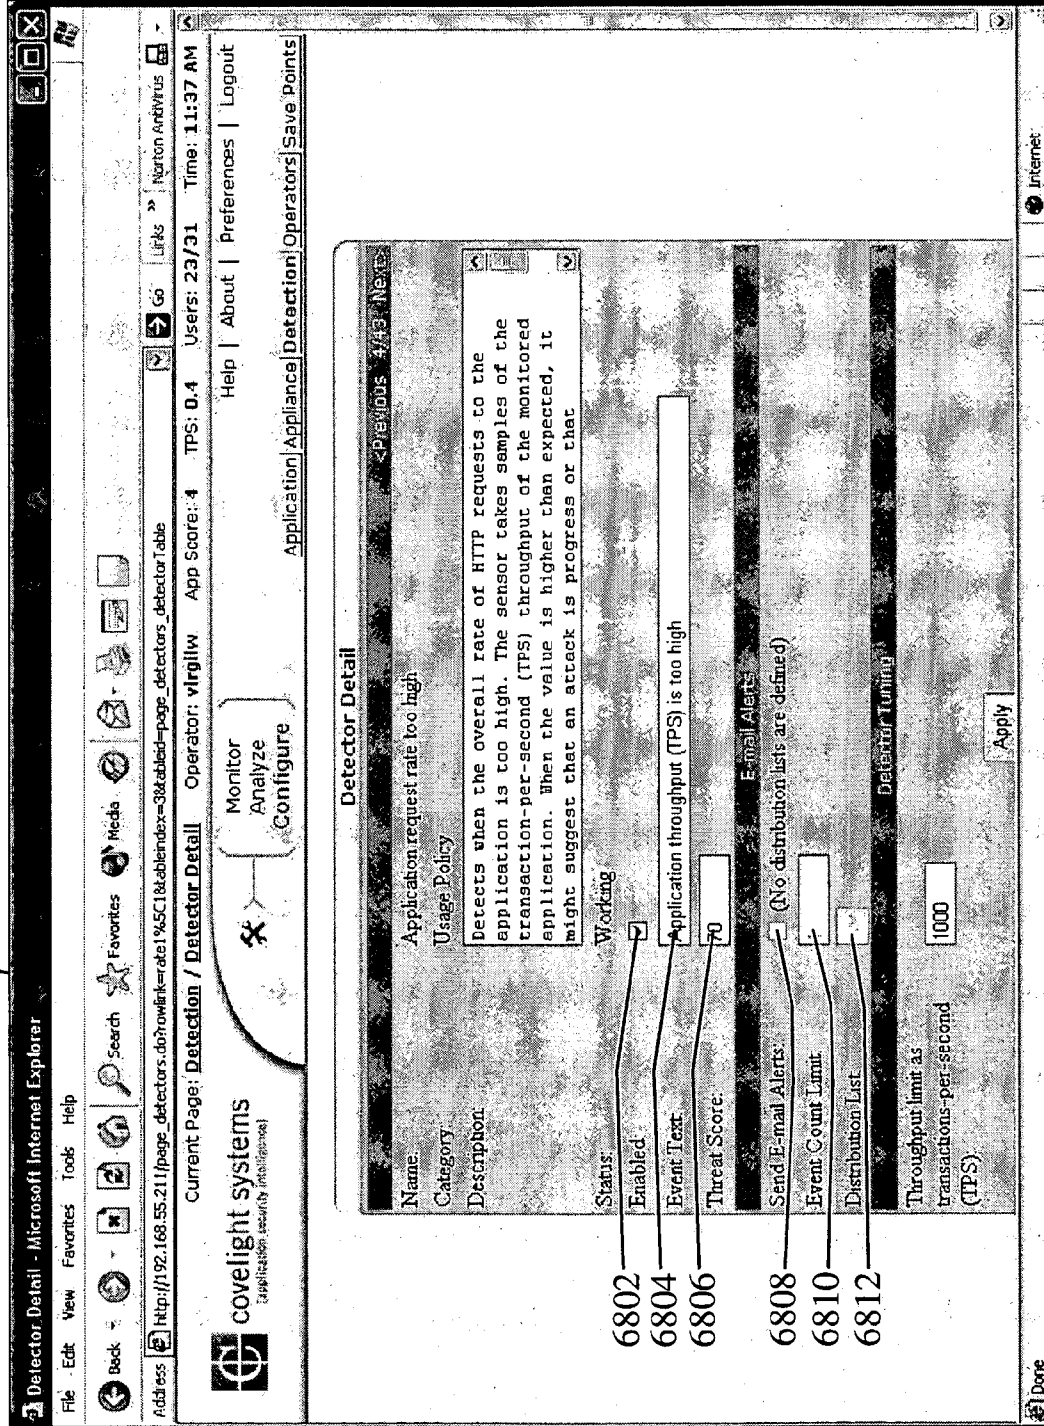 Detector Detail - Microsoft Internet Explorer
File Edit View Favorites Tools Help
Back Search Favorites Media
Address http://192.168.55.211/page_detectors.do?rowlink=rate1%5C18&tableindex=3&tableid=page_detectors_detectorTable Go Links » Norton AntiVirus
Current Page: Detection / Detector Detail Operator: virgilw App Score: 4 TPS: 0.4 Users: 23/31 Time: 11:37 AM
covelight systems
[application security intelligence]
Monitor
Analyze
Configure
Help | About | Preferences | Logout
Application|Appliance|Detection|Operators|Save Points
Detector Detail
<Previous 4/43 Next>
Name: Application request rate too high
Category: Usage Policy
Description: Detects when the overall rate of HTTP requests to the
application is too high. The sensor takes samples of the
transaction-per-second (TPS) throughput of the monitored
application. When the value is higher than expected, it
might suggest that an attack is progress or that
Status: Working
6802 Enabled:
6804 Event Text: Application throughput (TPS) is too high
6806 Threat Score: 70
E-mail Alerts
6808 Send E-mail Alerts: (No distribution lists are defined)
6810 Event Count Limit
6812 Distribution List:
Detector Tuning
Throughput limit as
transactions-per-second
(TPS) 1000
Apply
Done Internet